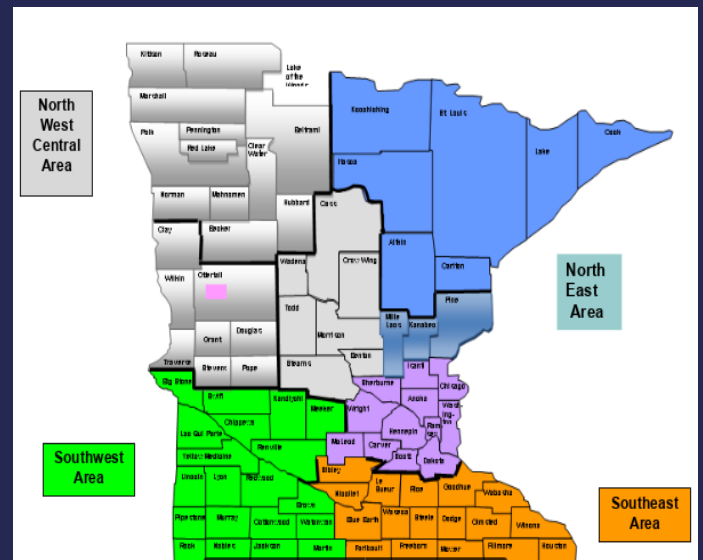 Kittson
Roseau
Lake
of the
Marshall
Koochiching
St Louis
Cook
North
West
Central
Area
Polk
Pennington
Beltrami
Clear
Water
Red Lake
Lake
Itasca
Norman
Mahnomen
Hubbard
Cass
Clay
Becker
Aitkin
Wadena
Crow Wing
Carlton
North
East
Area
Wilkin
Ottertail
Pine
Todd
Mille
Lacs
Kanabec
Grant
Douglas
Morrison
Benton
Traverse
Stevens
Pope
Stearns
Isanti
Big Stone
Sherburne
Chisago
Swift
Kandiyohi
Meeker
Wright
Anoka
Wash-
ing-
ton
Chippewa
Hennepin
Ram
sey
Lac Qui Parle
Renville
McLeod
Carver
Scott
Dakota
Southwest
Area
Yellow Medicine
Sibley
Lincoln
Lyon
Redwood
Nicollet
Le
Sueur
Rice
Goodhue
Wabasha
Brown
Southeast
Area
Pipestone
Murray
Cottonwood
Watonwan
Blue Earth
Waseca
Steele
Dodge
Olmsted
Winona
Rock
Nobles
Jackson
Martin
Faribault
Freeborn
Mower
Fillmore
Houston